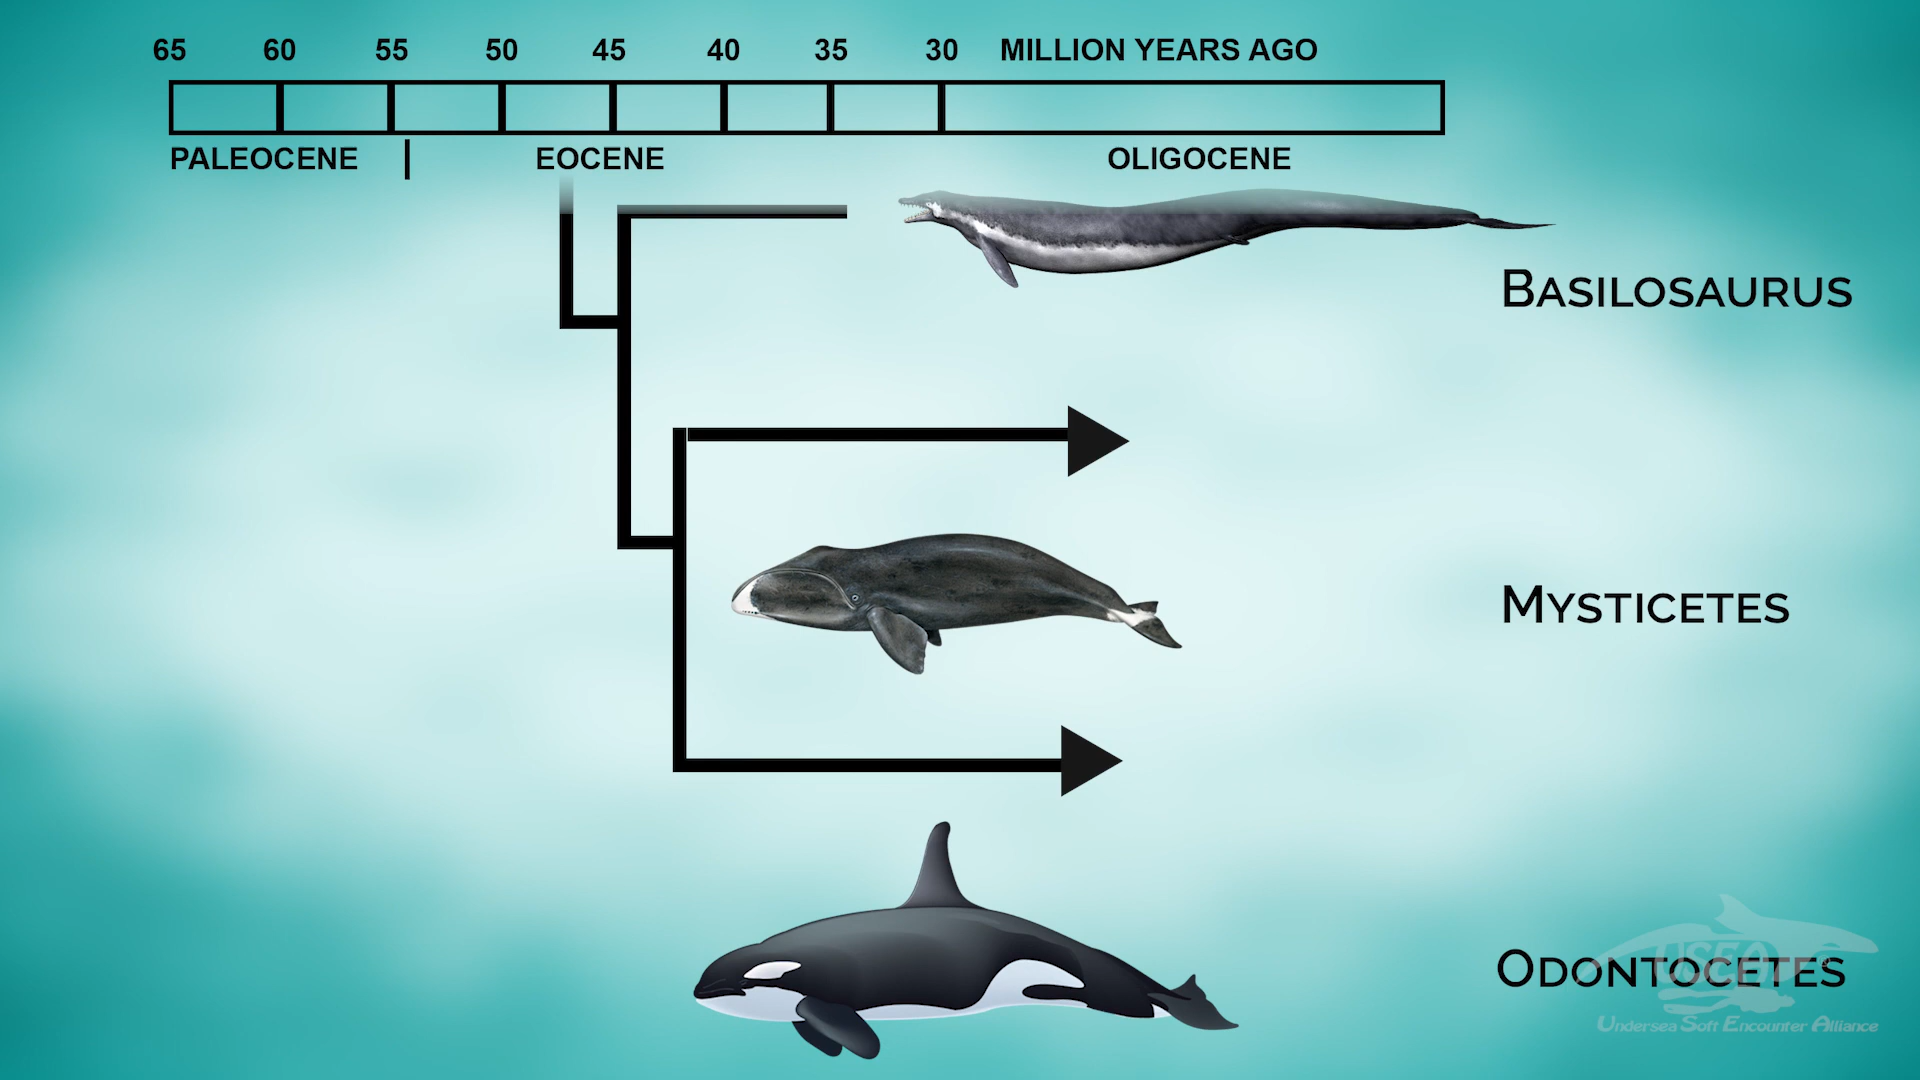 65 60 55 50 45 40 35 30 MILLION YEARS AGO
PALEOCENE | EOCENE OLIGOCENE
BASILOSAURUS
MYSTICETES
ODONTOCETES
USEA
Undersea Soft Encounter Alliance